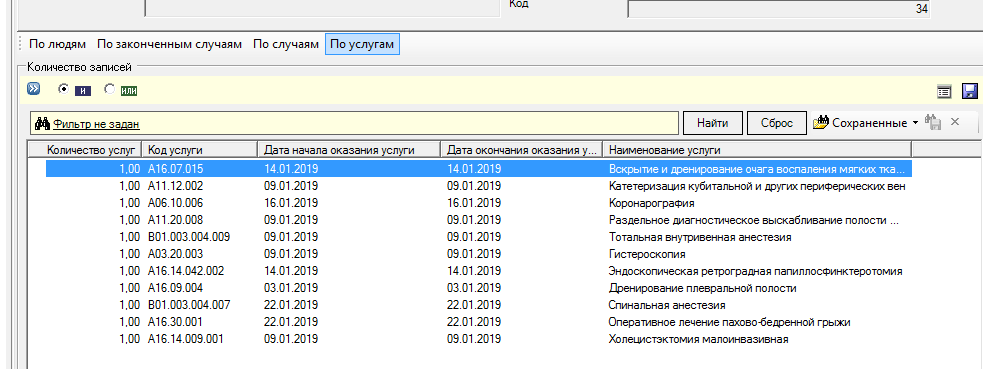 Код
34
По людям По законченным случаям По случаям По услугам
Количество записей
и или
Фильтр не задан Найти Сброс Сохраненные
Количество услуг Код услуги Дата начала оказания услуги Дата окончания оказания у... Наименование услуги
1,00 A16.07.015 14.01.2019 14.01.2019 Вскрытие и дренирование очага воспаления мягких тка...
1,00 A11.12.002 09.01.2019 09.01.2019 Катетеризация кубитальной и других периферических вен
1,00 A06.10.006 16.01.2019 16.01.2019 Коронарография
1,00 A11.20.008 09.01.2019 09.01.2019 Раздельное диагностическое выскабливание полости ...
1,00 B01.003.004.009 09.01.2019 09.01.2019 Тотальная внутривенная анестезия
1,00 A03.20.003 09.01.2019 09.01.2019 Гистероскопия
1,00 A16.14.042.002 14.01.2019 14.01.2019 Эндоскопическая ретроградная папиллосфинктеротомия
1,00 A16.09.004 03.01.2019 03.01.2019 Дренирование плевральной полости
1,00 B01.003.004.007 22.01.2019 22.01.2019 Спинальная анестезия
1,00 A16.30.001 22.01.2019 22.01.2019 Оперативное лечение пахово-бедренной грыжи
1,00 A16.14.009.001 09.01.2019 09.01.2019 Холецистэктомия малоинвазивная